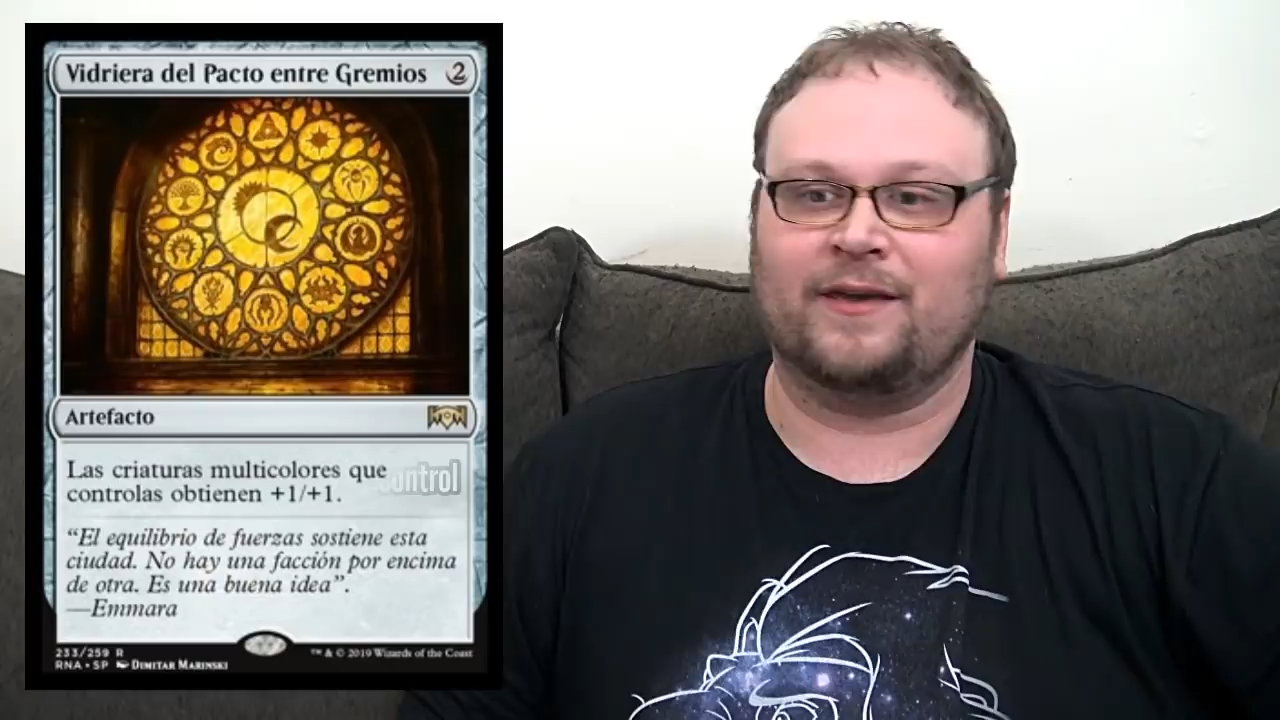 Vidriera del Pacto entre Gremios 2
Artefacto
Las criaturas multicolores que
controlas obtienen +1/+1.
control
“El equilibrio de fuerzas sostiene esta
ciudad. No hay una facción por encima
de otra. Es una buena idea”.
—Emmara
233/259 R
RNA • SP DIMITAR MARINSKI
™ & © 2019 Wizards of the Coast